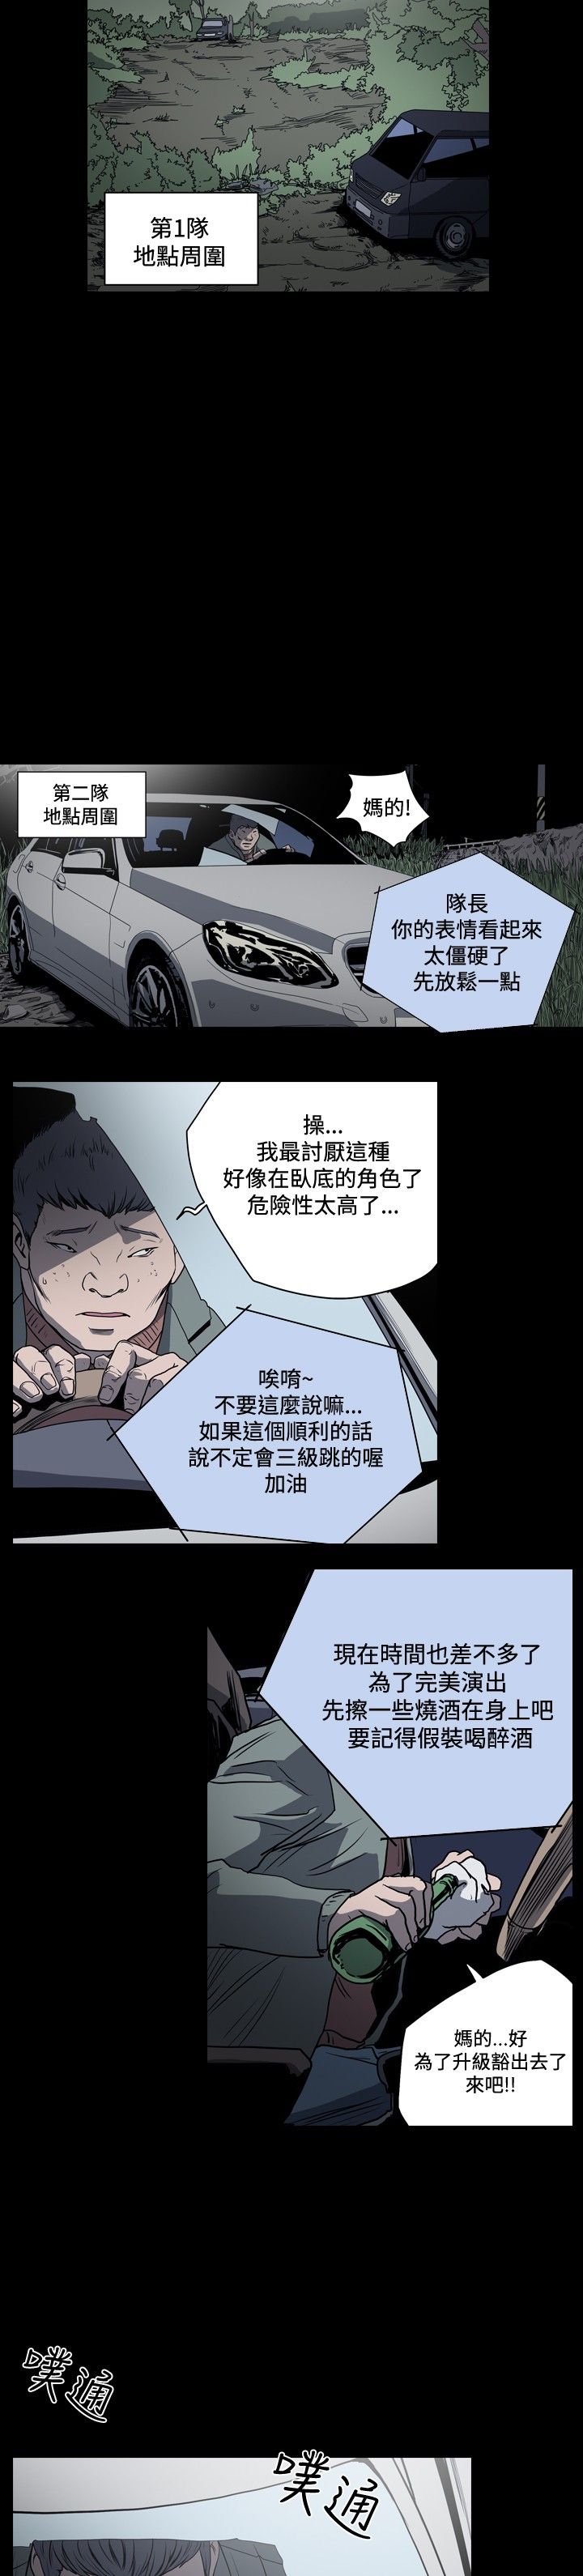 第1隊
地點周圍
第二隊
地點周圍
媽的!
隊長
你的表情看起來
太僵硬了
先放鬆一點
操...
我最討厭這種
好像在臥底的角色了
危險性太高了...
唉唷~
不要這麼說嘛...
如果這個順利的話
說不定會三級跳的喔
加油
現在時間也差不多了
為了完美演出
先擦一些燒酒在身上吧
要記得假裝喝醉酒
媽的...好
為了升級豁出去了
來吧!!
噗通
噗通